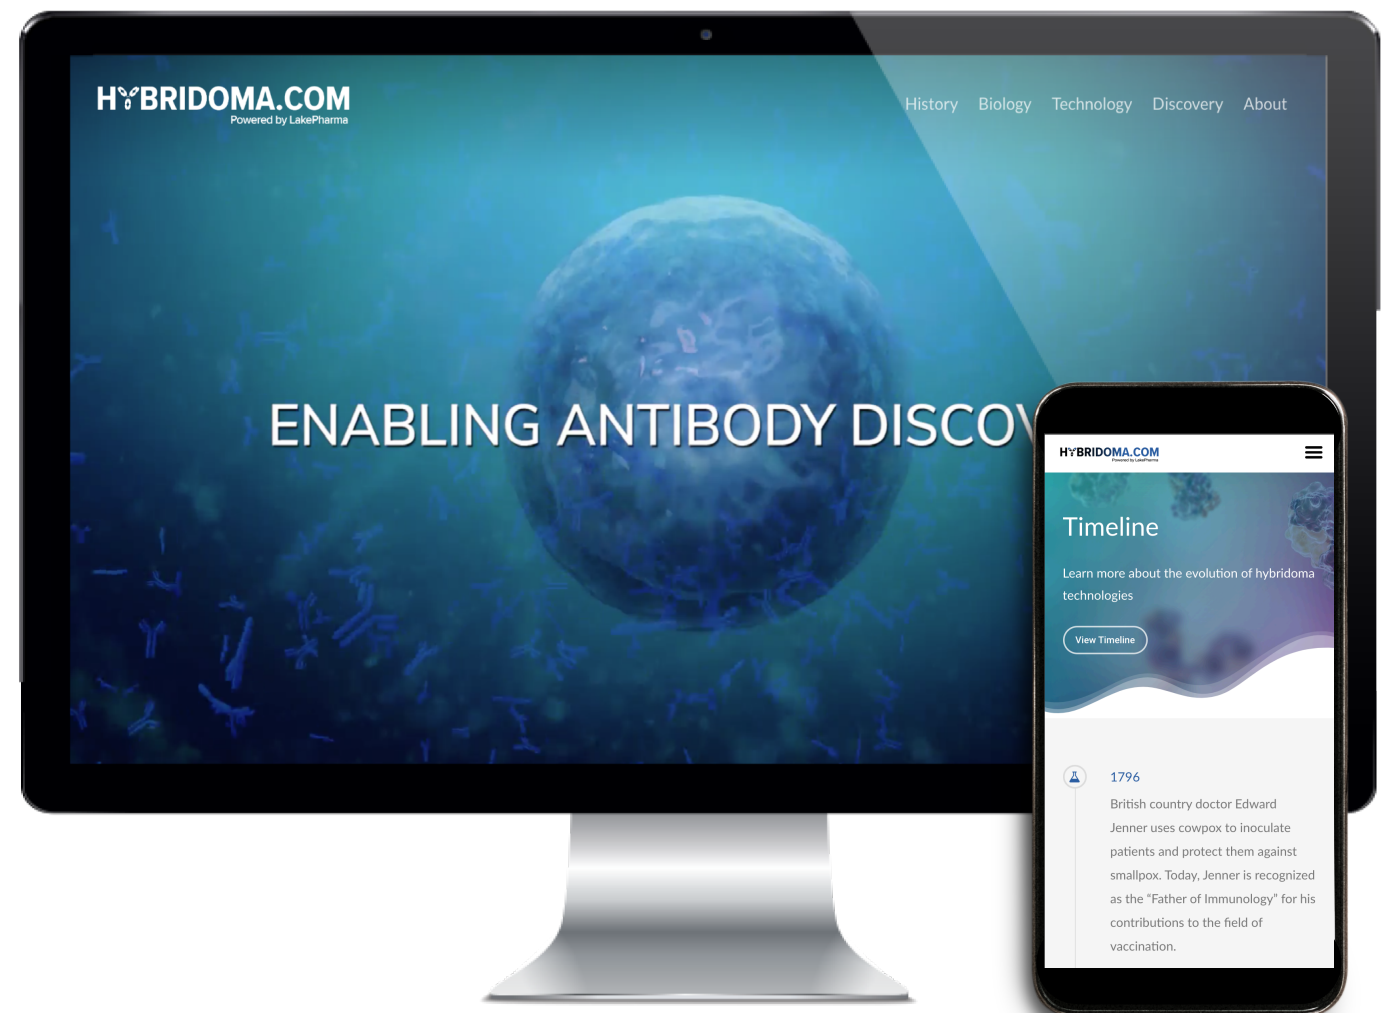 HYBRIDOMA.COM
Powered by LakePharma
History Biology Technology Discovery About
ENABLING ANTIBODY DISCOV
HYBRIDOMA.COM
Powered by LakePharma
Timeline
Learn more about the evolution of hybridoma
technologies
View Timeline
1796
British country doctor Edward
Jenner uses cowpox to inoculate
patients and protect them against
smallpox. Today, Jenner is recognized
as the “Father of Immunology” for his
contributions to the field of
vaccination.